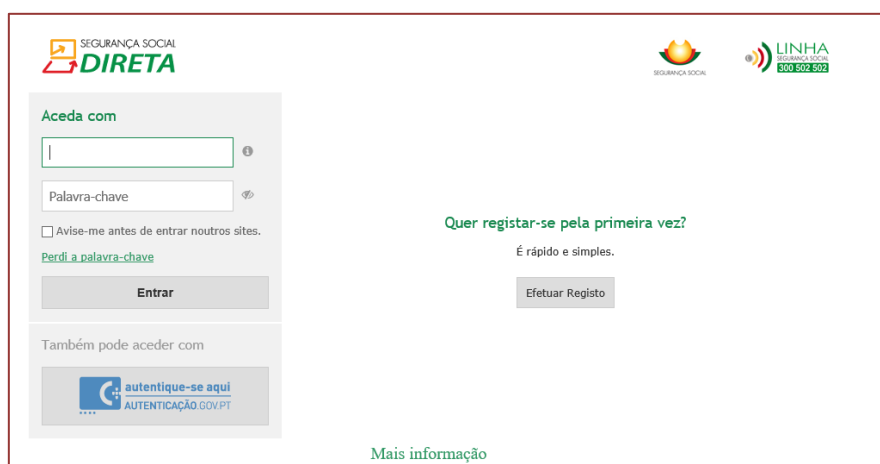 SEGURANÇA SOCIAL
DIRETA
SEGURANÇA SOCIAL
LINHA
SEGURANÇA SOCIAL
300 502 502
Aceda com
Palavra-chave
Avise-me antes de entrar noutros sites.
Perdi a palavra-chave
Entrar
Quer registar-se pela primeira vez?
É rápido e simples.
Efetuar Registo
Também pode aceder com
autentique-se aqui
AUTENTICAÇÃO.GOV.PT
Mais informação